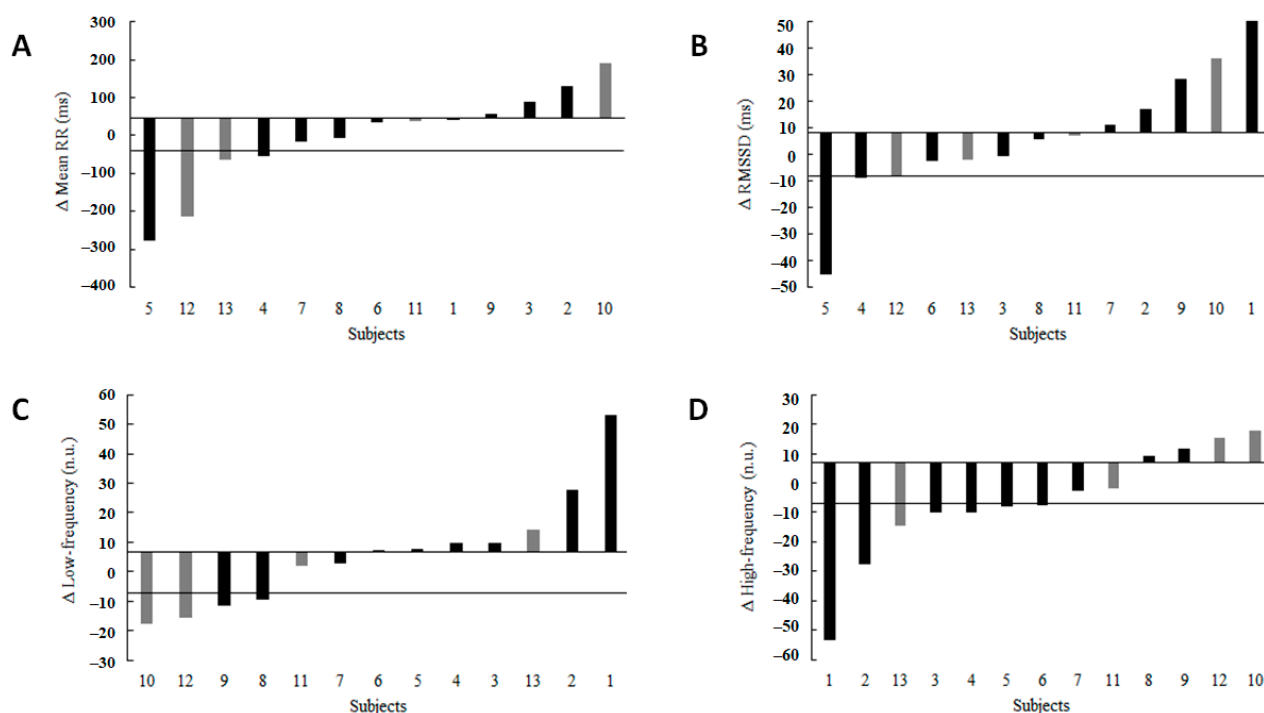 A
Δ Mean RR (ms)
300
200
100
0
–100
–200
–300
–400
5 12 13 4 7 8 6 11 1 9 3 2 10
Subjects
B
Δ RMSSD (ms)
50
40
30
20
10
0
–10
–20
–30
–40
–50
5 4 12 6 13 3 8 11 7 2 9 10 1
Subjects
C
Δ Low-frequency (n.u.)
60
50
40
30
20
10
0
–10
–20
–30
10 12 9 8 11 7 6 5 4 3 13 2 1
Subjects
D
Δ High-frequency (n.u.)
30
10
0
–10
–20
–30
–40
–50
–60
1 2 13 3 4 5 6 7 11 8 9 12 10
Subjects